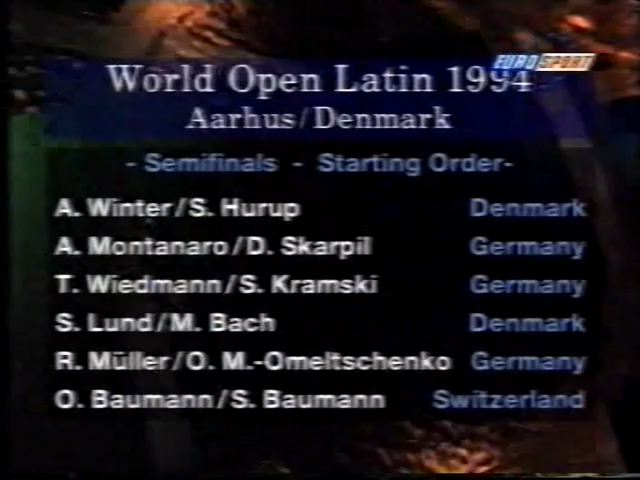 EUROSPORT
World Open Latin 1994
Aarhus/Denmark
- Semifinals - Starting Order-
A. Winter/S. Hurup Denmark
A. Montanaro/D. Skarpil Germany
T. Wiedmann/S. Kramski Germany
S. Lund/M. Bach Denmark
R. Müller/O. M.-Omeltschenko Germany
O. Baumann/S. Baumann Switzerland